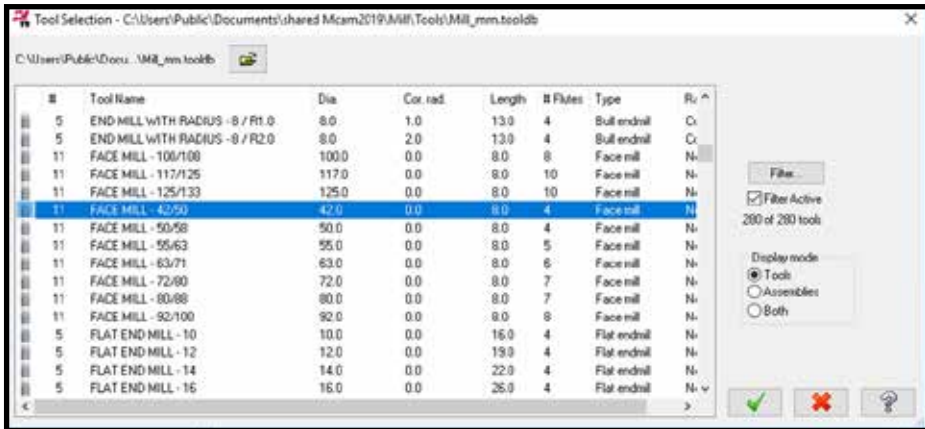 Tool Selection - C:\Users\Public\Documents\shared Mcam2019\Mill\Tools\Mill_mm.tooldb
C:\Users\Public\Docu...\Mill_mm.tooldb
# Tool Name Dia. Cor. rad. Length # Flutes Type
5 END MILL WITH RADIUS - 8 / R1.0 8.0 1.0 13.0 4 Bull endmill
5 END MILL WITH RADIUS - 8 / R2.0 8.0 2.0 13.0 4 Bull endmill
11 FACE MILL - 100/108 100.0 0.0 8.0 8 Face mill
11 FACE MILL - 117/125 117.0 0.0 8.0 10 Face mill
11 FACE MILL - 125/133 125.0 0.0 8.0 10 Face mill
11 FACE MILL - 42/50 42.0 0.0 8.0 4 Face mill
11 FACE MILL - 50/58 50.0 0.0 8.0 4 Face mill
11 FACE MILL - 55/63 55.0 0.0 8.0 5 Face mill
11 FACE MILL - 63/71 63.0 0.0 8.0 6 Face mill
11 FACE MILL - 72/80 72.0 0.0 8.0 7 Face mill
11 FACE MILL - 80/88 80.0 0.0 8.0 7 Face mill
11 FACE MILL - 92/100 92.0 0.0 8.0 8 Face mill
5 FLAT END MILL - 10 10.0 0.0 16.0 4 Flat endmill
5 FLAT END MILL - 12 12.0 0.0 19.0 4 Flat endmill
5 FLAT END MILL - 14 14.0 0.0 22.0 4 Flat endmill
5 FLAT END MILL - 16 16.0 0.0 26.0 4 Flat endmill
Filter...
Filter Active
280 of 280 tools
Display mode
Tools
Assemblies
Both